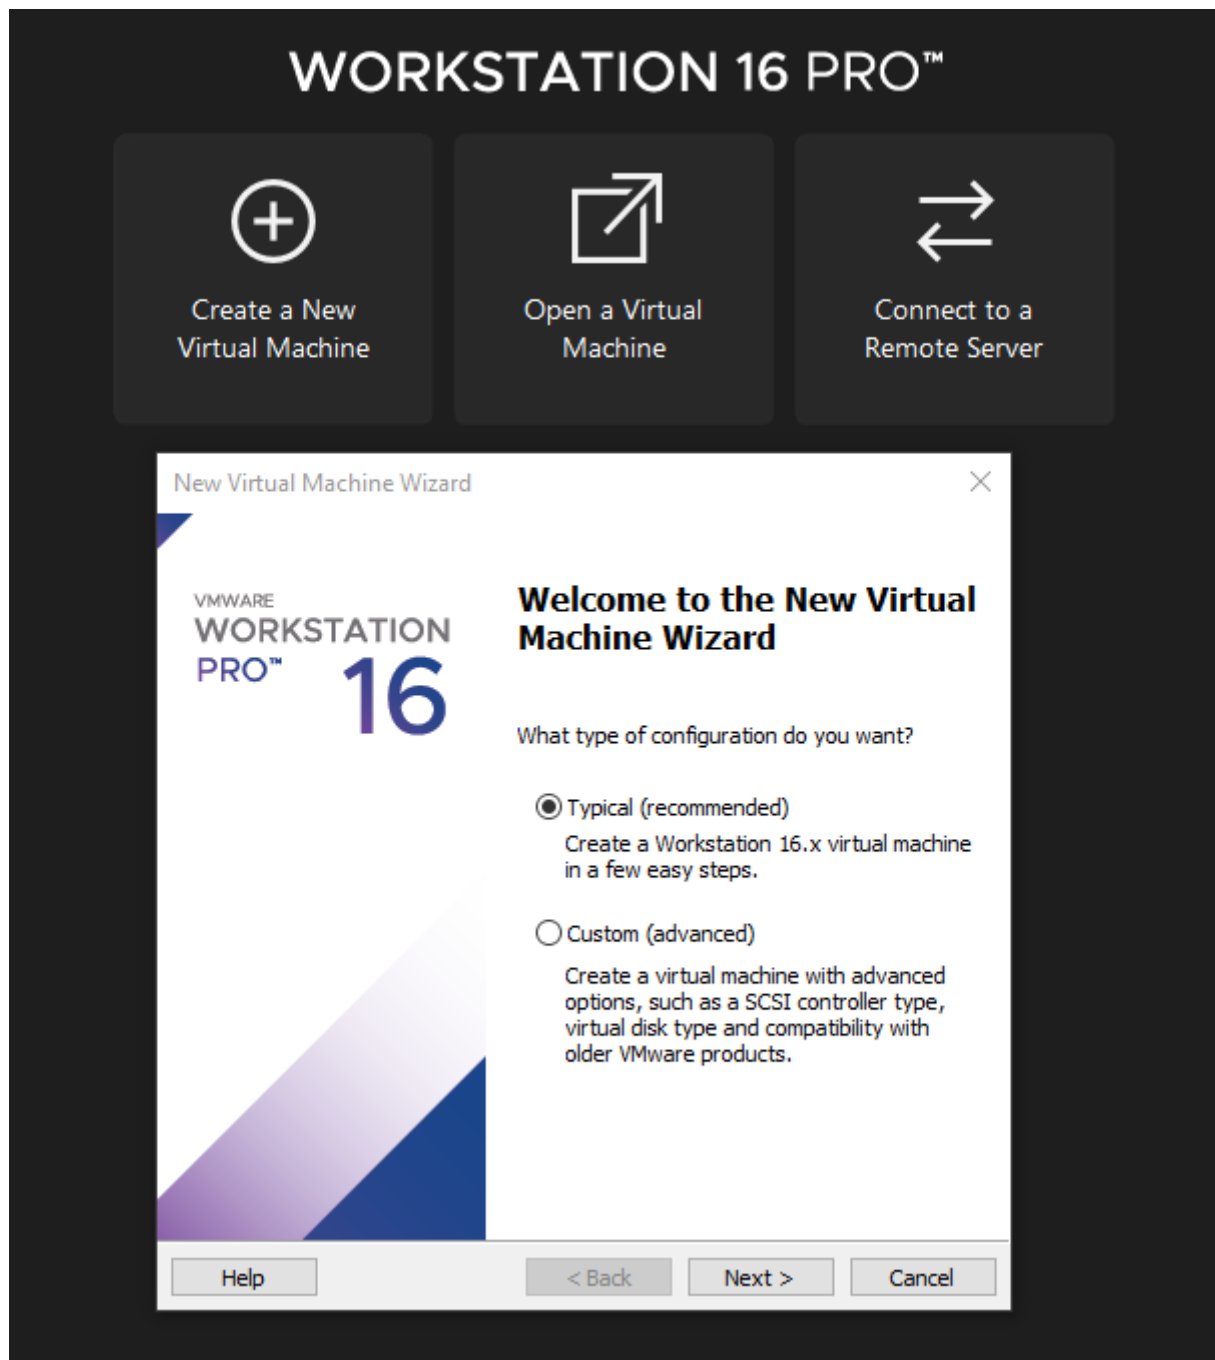 WORKSTATION 16 PRO™
Create a New
Virtual Machine
Open a Virtual
Machine
Connect to a
Remote Server
New Virtual Machine Wizard
VMWARE
WORKSTATION
PRO™ 16
Welcome to the New Virtual
Machine Wizard
What type of configuration do you want?
Typical (recommended)
Create a Workstation 16.x virtual machine
in a few easy steps.
Custom (advanced)
Create a virtual machine with advanced
options, such as a SCSI controller type,
virtual disk type and compatibility with
older VMware products.
Help
< Back
Next >
Cancel